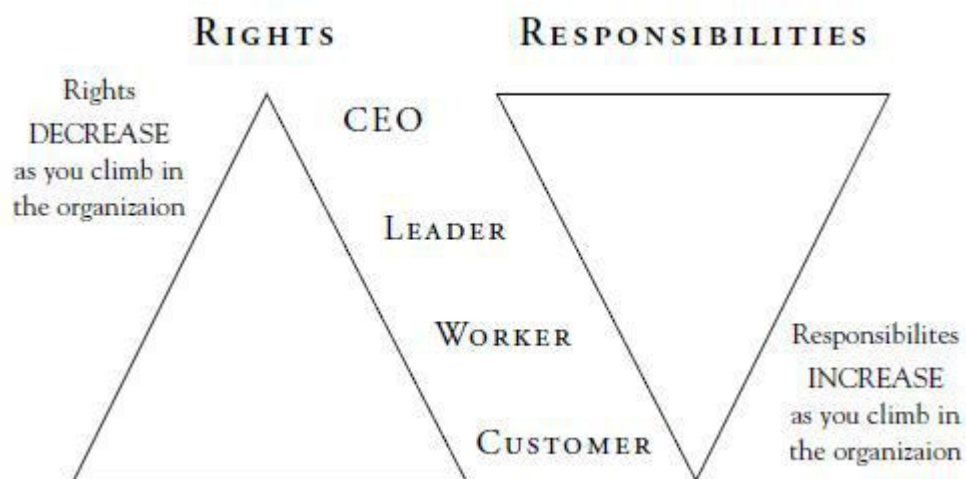 RIGHTS
RESPONSIBILITIES
Rights
DECREASE
as you climb in
the organizaion
CEO
LEADER
WORKER
CUSTOMER
Responsibilites
INCREASE
as you climb in
the organizaion